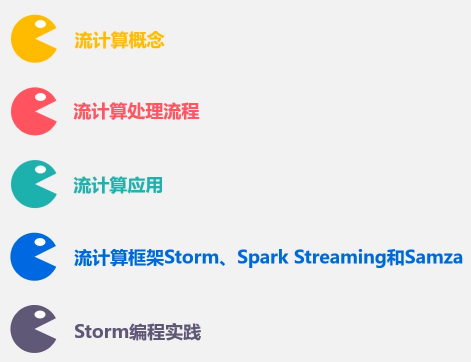 流计算概念
流计算处理流程
流计算应用
流计算框架Storm、Spark Streaming和Samza
Storm编程实践